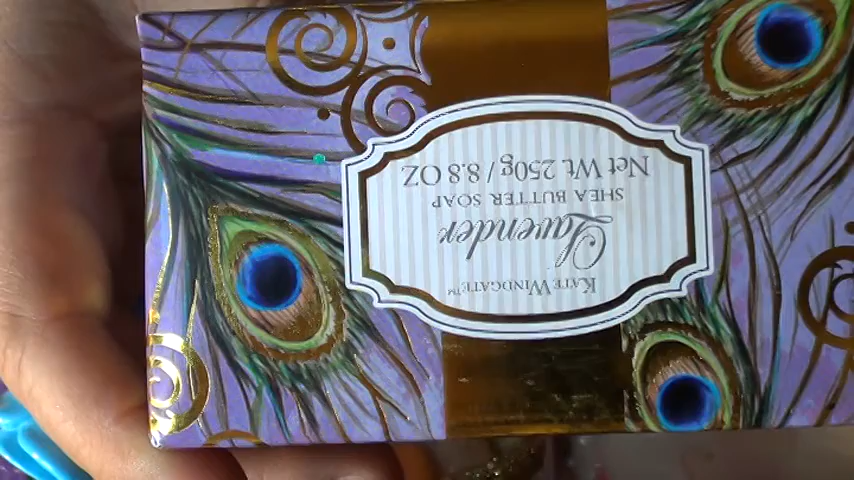 KATE WINDGATE™
Lavender
SHEA BUTTER SOAP
Net Wt. 250g / 8.8 OZ